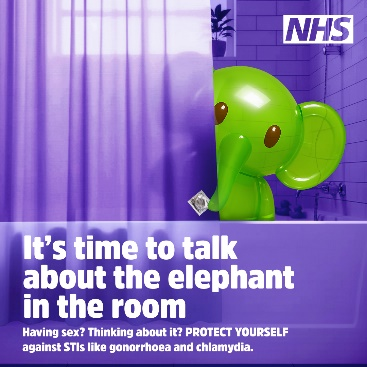 NHS
It's time to talk
about the elephant
in the room
Having sex? Thinking about it? PROTECT YOURSELF
against STIs like gonorrhoea and chlamydia.